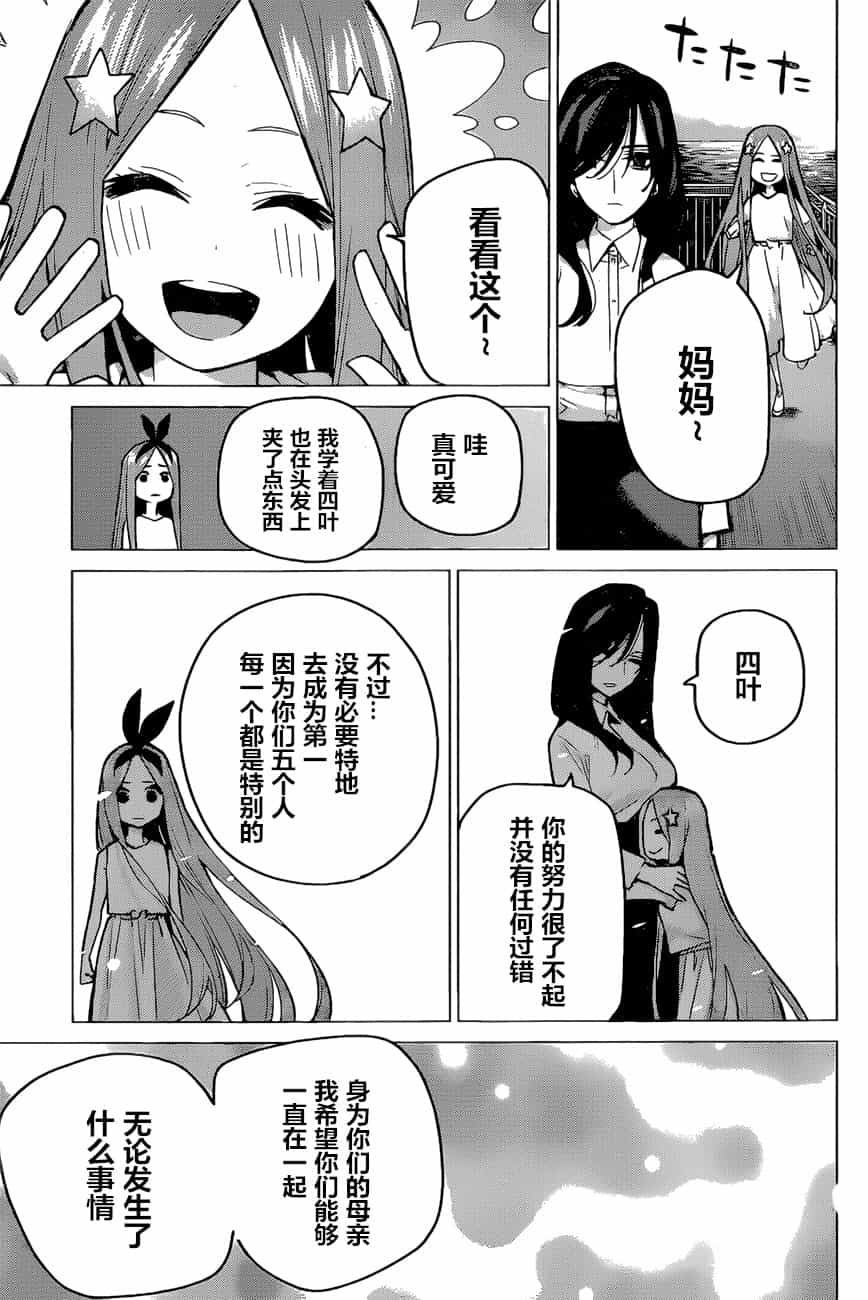 たたた
妈妈~
看看这个~
哇
真可爱
我学着四叶
也在头发上
夹了点东西
四叶
你的努力很了不起
并没有任何过错
不过…
没有必要特地
去成为第一
因为你们五个人
每一个都是特别的
身为你们的母亲
我希望你们能够
一直在一起
无论发生了
什么事情